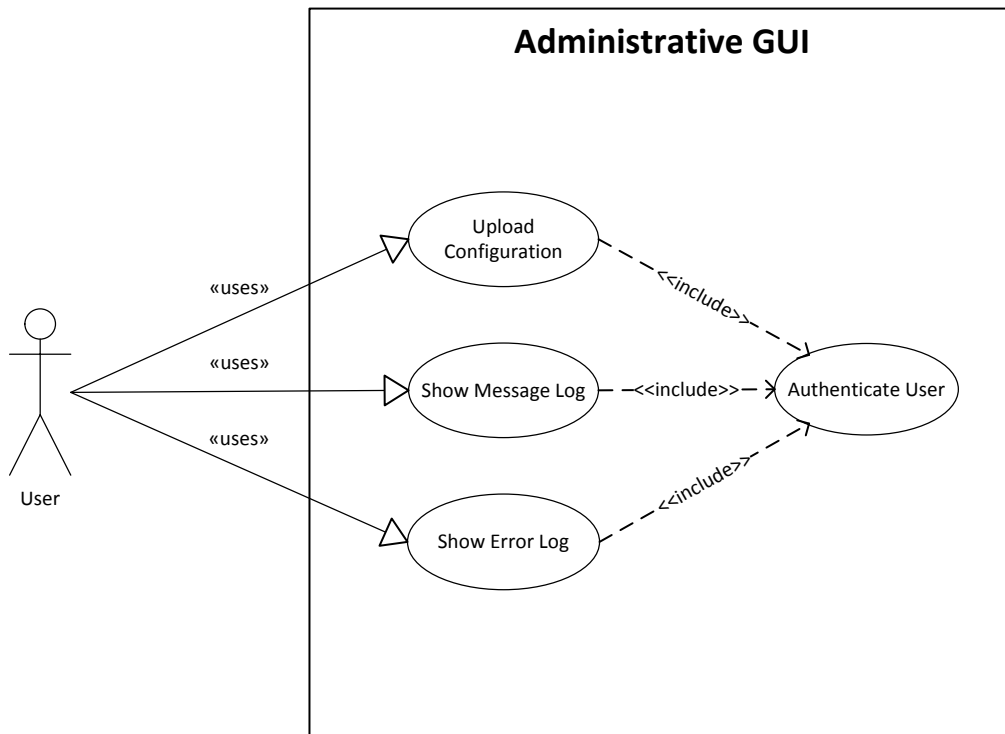 Administrative GUI
Upload
Configuration
«uses»
<<include>>
«uses»
Show Message Log
<<include>>
Authenticate User
«uses»
<<include>>
User
Show Error Log